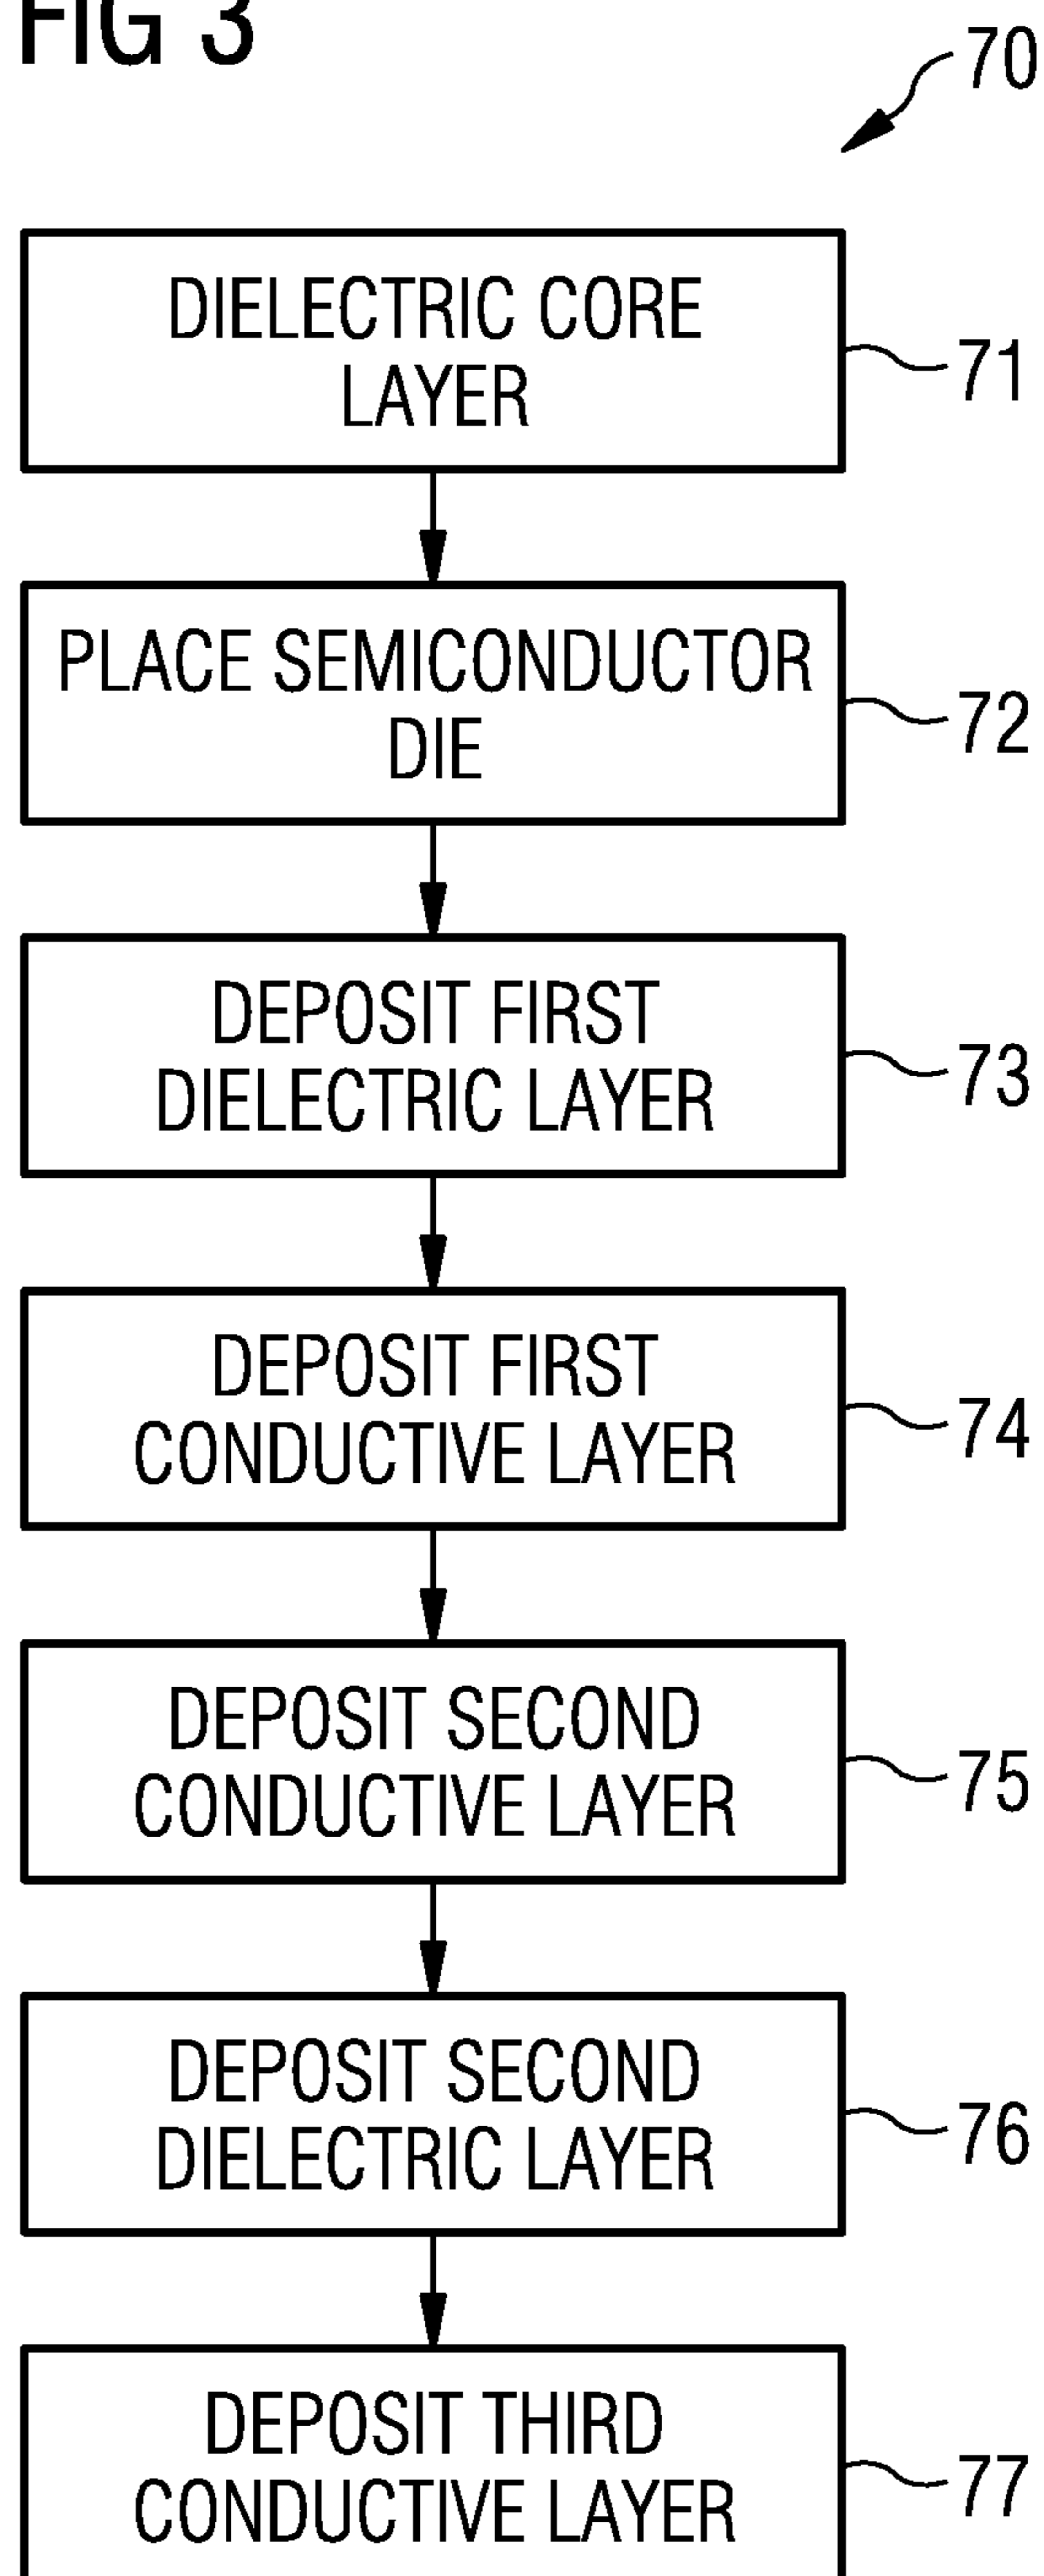 FIG 3
70
DIELECTRIC CORE
LAYER
71
PLACE SEMICONDUCTOR
DIE
72
DEPOSIT FIRST
DIELECTRIC LAYER
73
DEPOSIT FIRST
CONDUCTIVE LAYER
74
DEPOSIT SECOND
CONDUCTIVE LAYER
75
DEPOSIT SECOND
DIELECTRIC LAYER
76
DEPOSIT THIRD
CONDUCTIVE LAYER
77